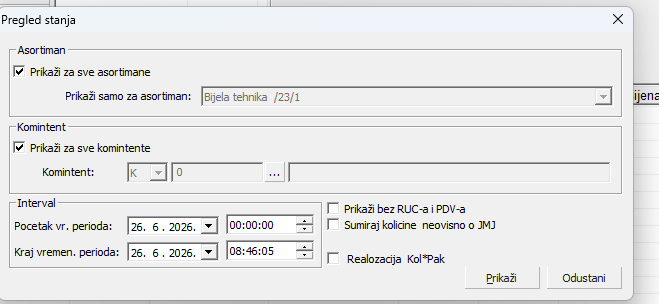 Pregled stanja
Asortiman
Prikaži za sve asortimane
Prikaži samo za asortiman: Bijela tehnika /23/1
Komintent
Prikaži za sve komintente
Komintent: K 0 ...
Interval
Pocetak vr. perioda: 26. 6. 2026. 00:00:00
Kraj vremen. perioda: 26. 6. 2026. 08:46:05
Prikaži bez RUC-a i PDV-a
Sumiraj kolicine neovisno o JMJ
Realozacija Kol*Pak
Prikaži Odustani